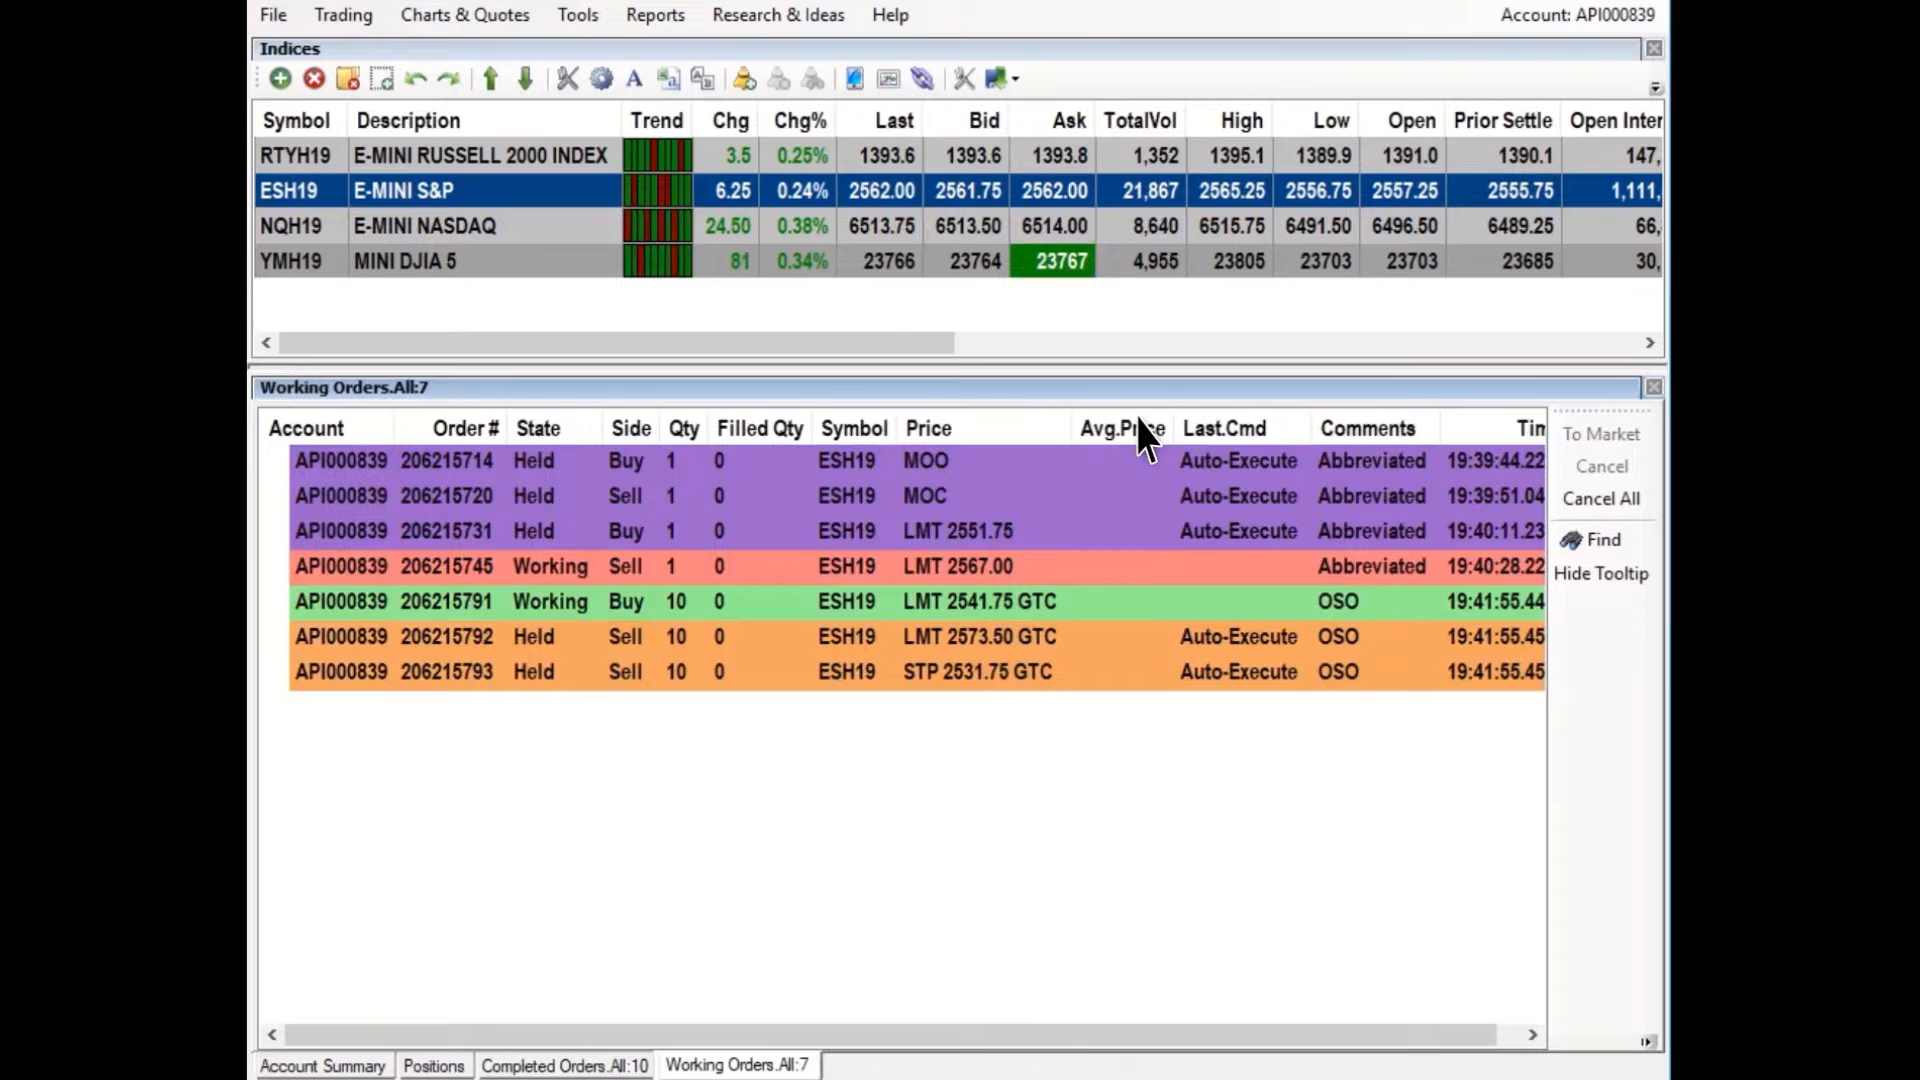 File Trading Charts & Quotes Tools Reports Research & Ideas Help Account: API000839
Indices
Symbol Description Trend Chg Chg% Last Bid Ask TotalVol High Low Open Prior Settle Open Inter
RTYH19 E-MINI RUSSELL 2000 INDEX 3.5 0.25% 1393.6 1393.6 1393.8 1,352 1395.1 1389.9 1391.0 1390.1 147,
ESH19 E-MINI S&P 6.25 0.24% 2562.00 2561.75 2562.00 21,867 2565.25 2556.75 2557.25 2555.75 1,111,
NQH19 E-MINI NASDAQ 24.50 0.38% 6513.75 6513.50 6514.00 8,640 6515.75 6491.50 6496.50 6489.25 66,
YMH19 MINI DJIA 5 81 0.34% 23766 23764 23767 4,955 23805 23703 23703 23685 30,
Working Orders.All:7
Account Order # State Side Qty Filled Qty Symbol Price Avg.Price Last.Cmd Comments Tim
API000839 206215714 Held Buy 1 0 ESH19 MOO Auto-Execute Abbreviated 19:39:44.22
API000839 206215720 Held Sell 1 0 ESH19 MOC Auto-Execute Abbreviated 19:39:51.04
API000839 206215731 Held Buy 1 0 ESH19 LMT 2551.75 Auto-Execute Abbreviated 19:40:11.23
API000839 206215745 Working Sell 1 0 ESH19 LMT 2567.00 Abbreviated 19:40:28.22
API000839 206215791 Working Buy 10 0 ESH19 LMT 2541.75 GTC OSO 19:41:55.44
API000839 206215792 Held Sell 10 0 ESH19 LMT 2573.50 GTC Auto-Execute OSO 19:41:55.45
API000839 206215793 Held Sell 10 0 ESH19 STP 2531.75 GTC Auto-Execute OSO 19:41:55.45
To Market
Cancel
Cancel All
Find
Hide Tooltip
Account Summary Positions Completed Orders.All:10 Working Orders.All:7